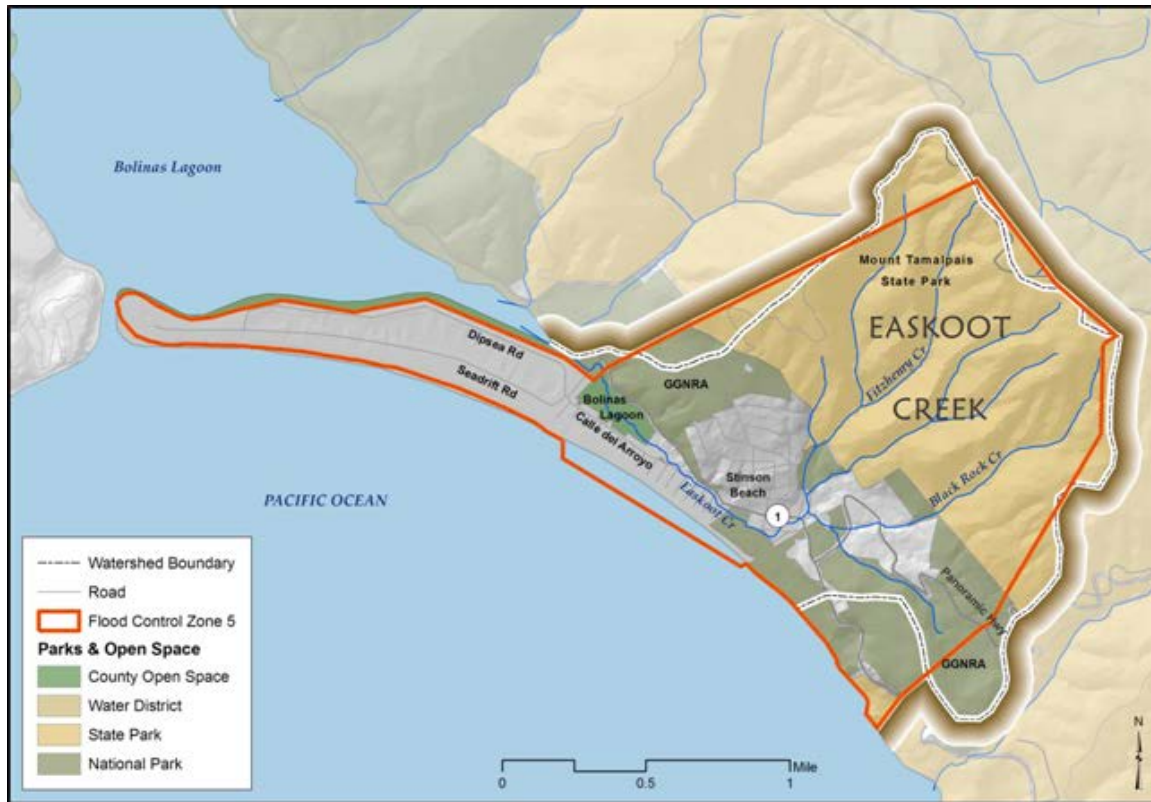 Bolinas Lagoon
Mount Tamalpais
State Park
EASKOOT
CREEK
Fitzhenry Cr
Black Rock Cr
Dipsea Rd
Seadrift Rd
GGNRA
Bolinas
Lagoon
Calle del Arroyo
Stinson
Beach
Easkoot Cr
1
PACIFIC OCEAN
Panoramic Hwy
GGNRA
Watershed Boundary
Road
Flood Control Zone 5
Parks & Open Space
County Open Space
Water District
State Park
National Park
Mile
0 0.5 1
N